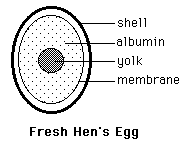 shell
albumin
yolk
membrane
Fresh Hen's Egg